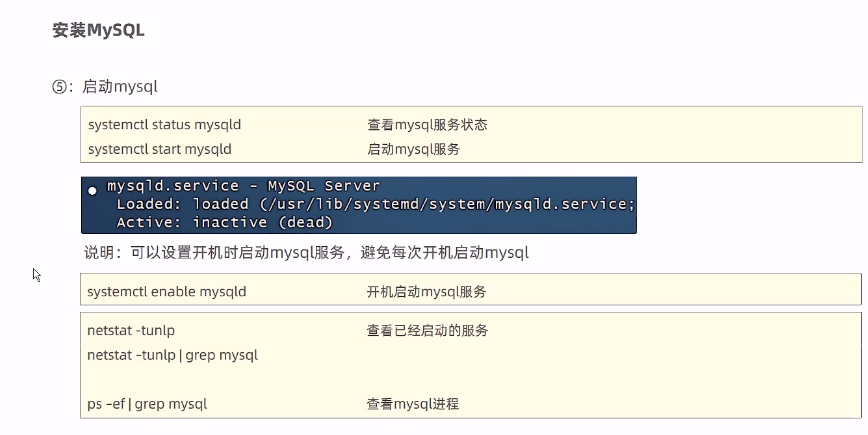 安装MySQL
⑤：启动mysql
systemctl status mysqld 查看mysql服务状态
systemctl start mysqld 启动mysql服务
● mysqld.service - MySQL Server
Loaded: loaded (/usr/lib/systemd/system/mysqld.service;
Active: inactive (dead)
说明：可以设置开机时启动mysql服务，避免每次开机启动mysql
systemctl enable mysqld 开机启动mysql服务
netstat -tunlp 查看已经启动的服务
netstat –tunlp | grep mysql
ps –ef | grep mysql 查看mysql进程